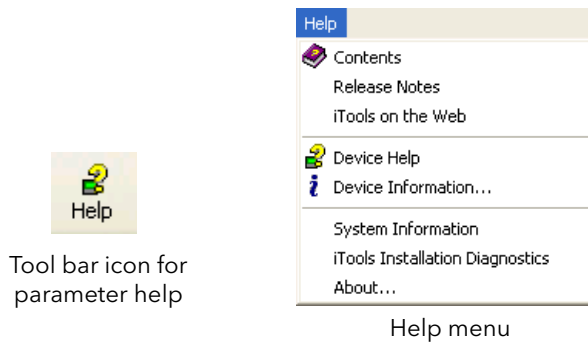 Help
Contents
Release Notes
iTools on the Web
Device Help
Device Information...
System Information
iTools Installation Diagnostics
About...
Help menu
Help
Tool bar icon for
parameter help